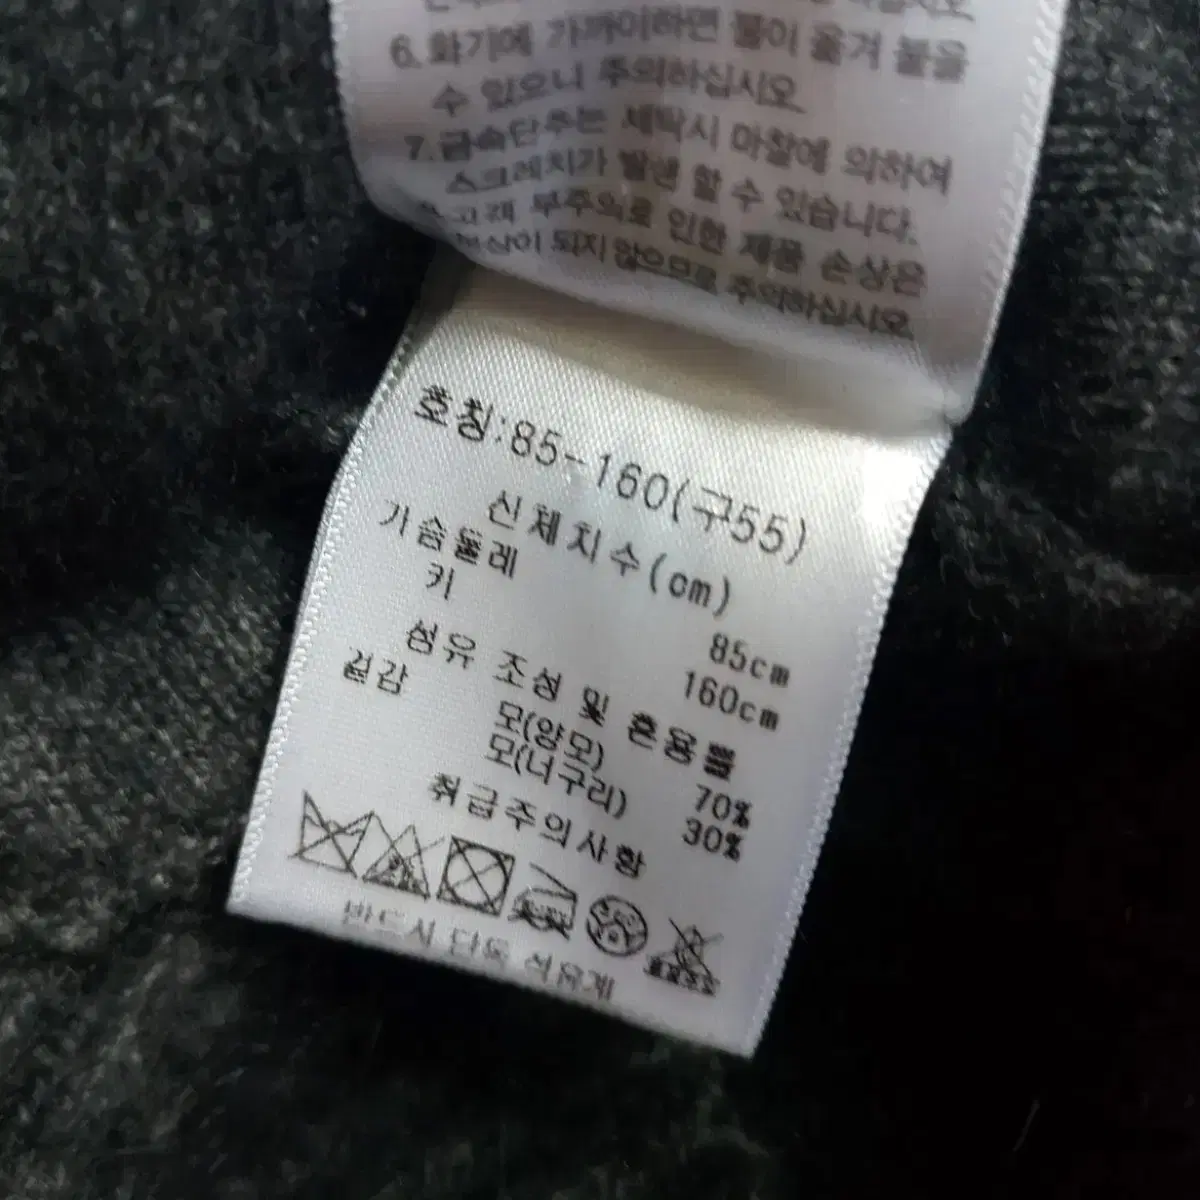 6. 화기에 가까이하면 불이 옮겨 붙을
수 있으니 주의하십시오
7. 금속단추는 세탁시 마찰에 의하여
스크레치가 발생 할 수 있습니다.
고객 부주의로 인한 제품 손상은
보상이 되지 않으므로 주의하십시오
호칭:85-160(구55)
신체치수(cm)
가슴둘레 85cm
키 160cm
섬유 조성 및 혼용률
겉감 모(양모) 70%
모(너구리) 30%
취급주의사항
반드시 단독 석유계